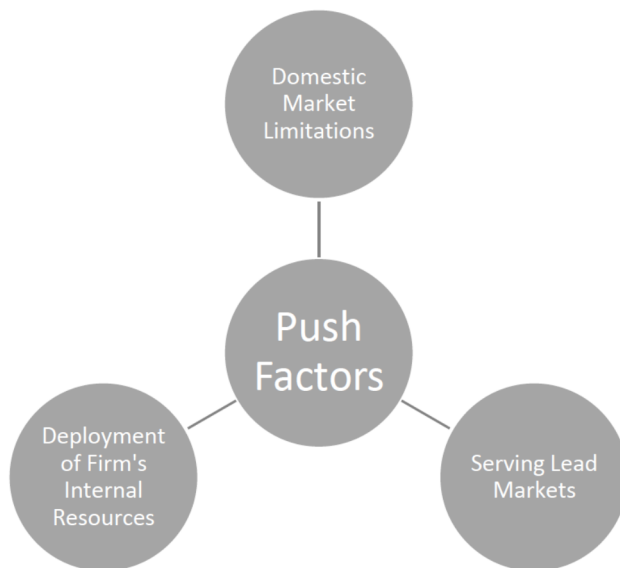 Domestic
Market
Limitations
Push
Factors
Deployment
of Firm's
Internal
Resources
Serving Lead
Markets